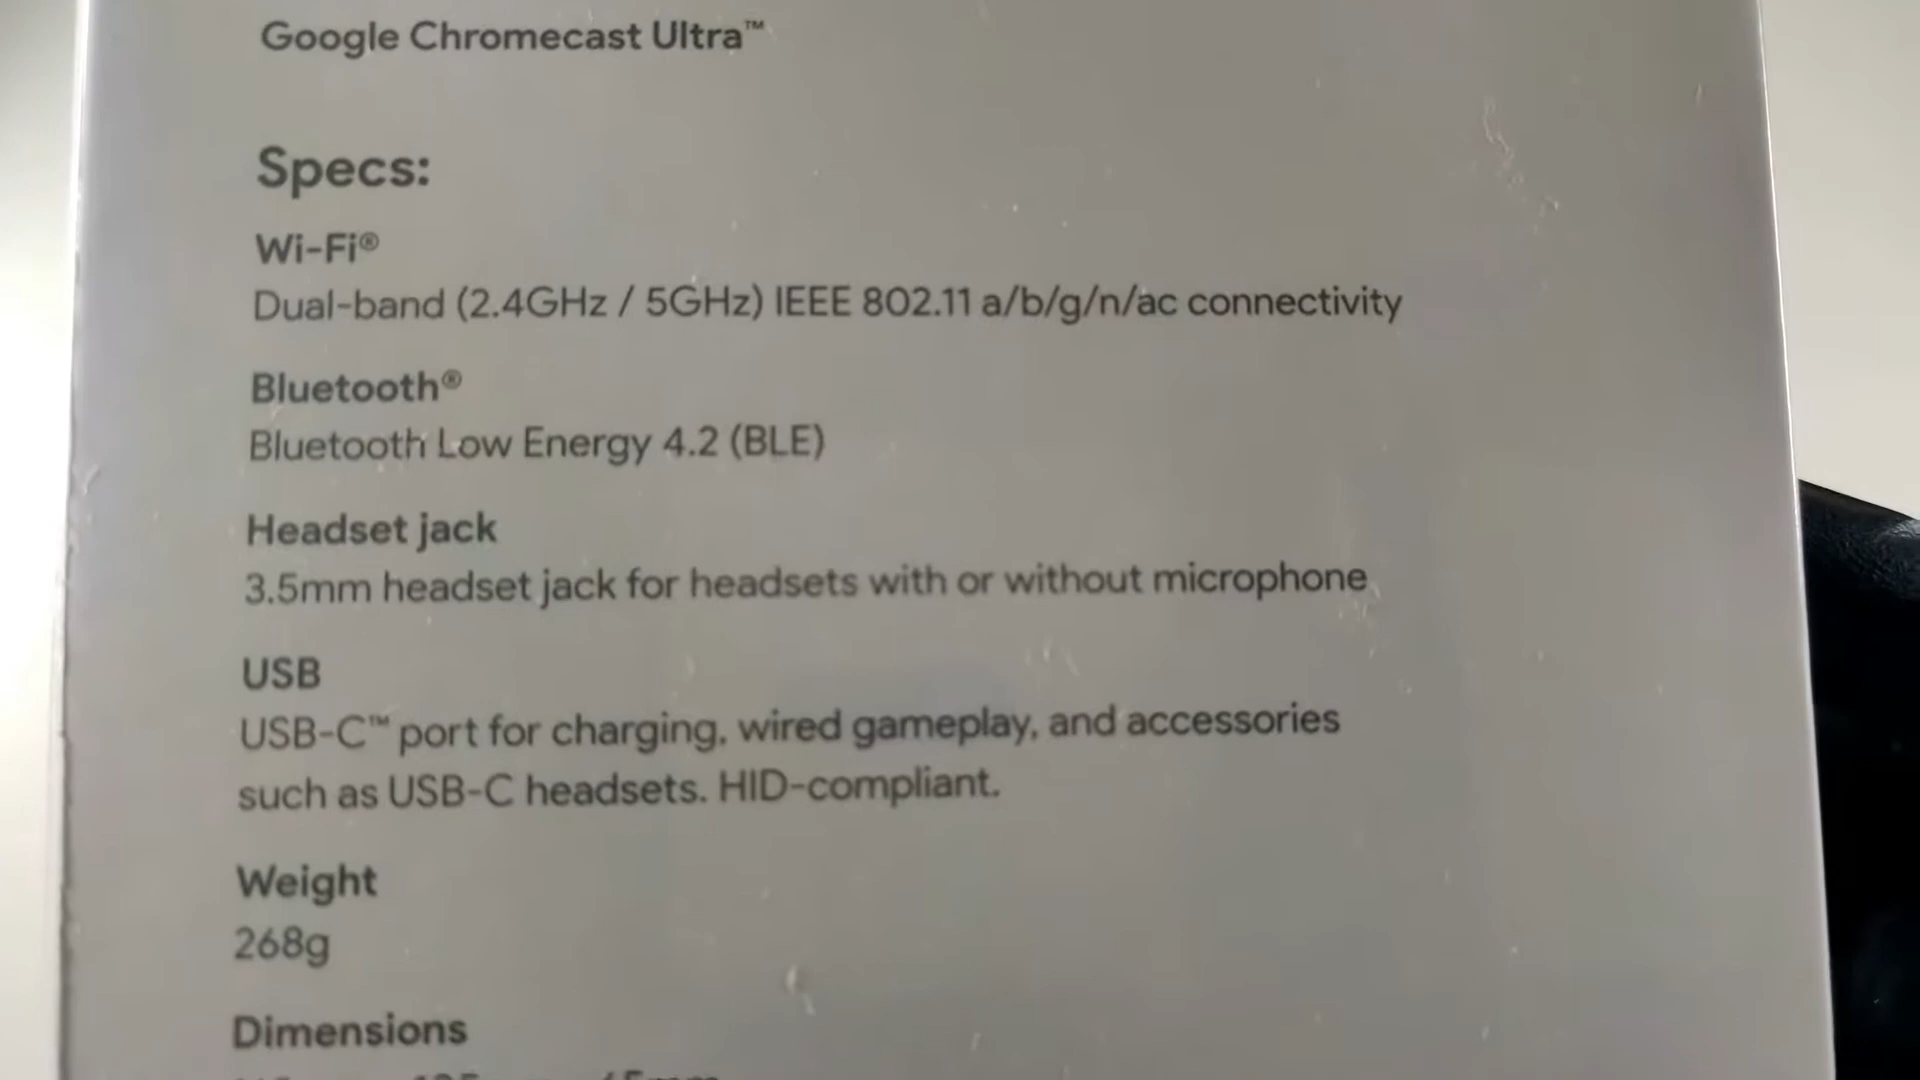 Google Chromecast Ultra™
Specs:
Wi-Fi®
Dual-band (2.4GHz / 5GHz) IEEE 802.11 a/b/g/n/ac connectivity
Bluetooth®
Bluetooth Low Energy 4.2 (BLE)
Headset jack
3.5mm headset jack for headsets with or without microphone
USB
USB-C™ port for charging, wired gameplay, and accessories
such as USB-C headsets. HID-compliant.
Weight
268g
Dimensions